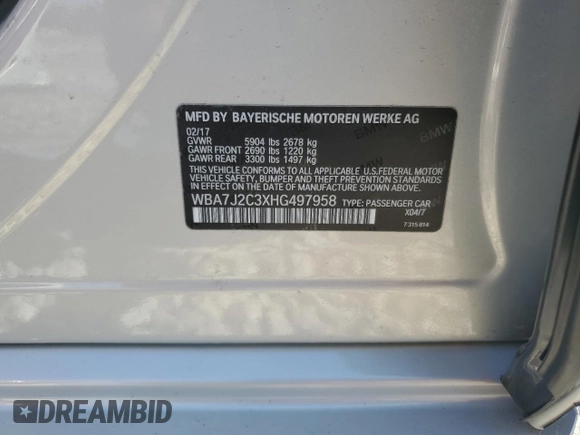 MFD BY BAYERISCHE MOTOREN WERKE AG
02/17
GVWR 5904 lbs 2678 kg
GAWR FRONT 2690 lbs 1220 kg
GAWR REAR 3300 lbs 1497 kg
THIS VEHICLE CONFORMS TO ALL APPLICABLE U.S.FEDERAL MOTOR
VEHICLE SAFETY, BUMPER AND THEFT PREVENTION STANDARDS
IN EFFECT ON THE DATE OF MANUFACTURE SHOWN ABOVE.
WBA7J2C3XHG497958 TYPE: PASSENGER CAR
X04/7
7 315 814
BMW
BMW
DREAMBID